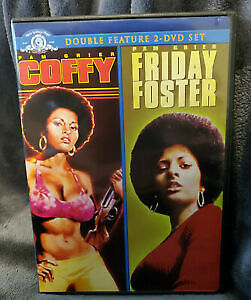 DOUBLE FEATURE 2-DVD SET
PAM GRIER
COFFY
PAM GRIER
FRIDAY
FOSTER